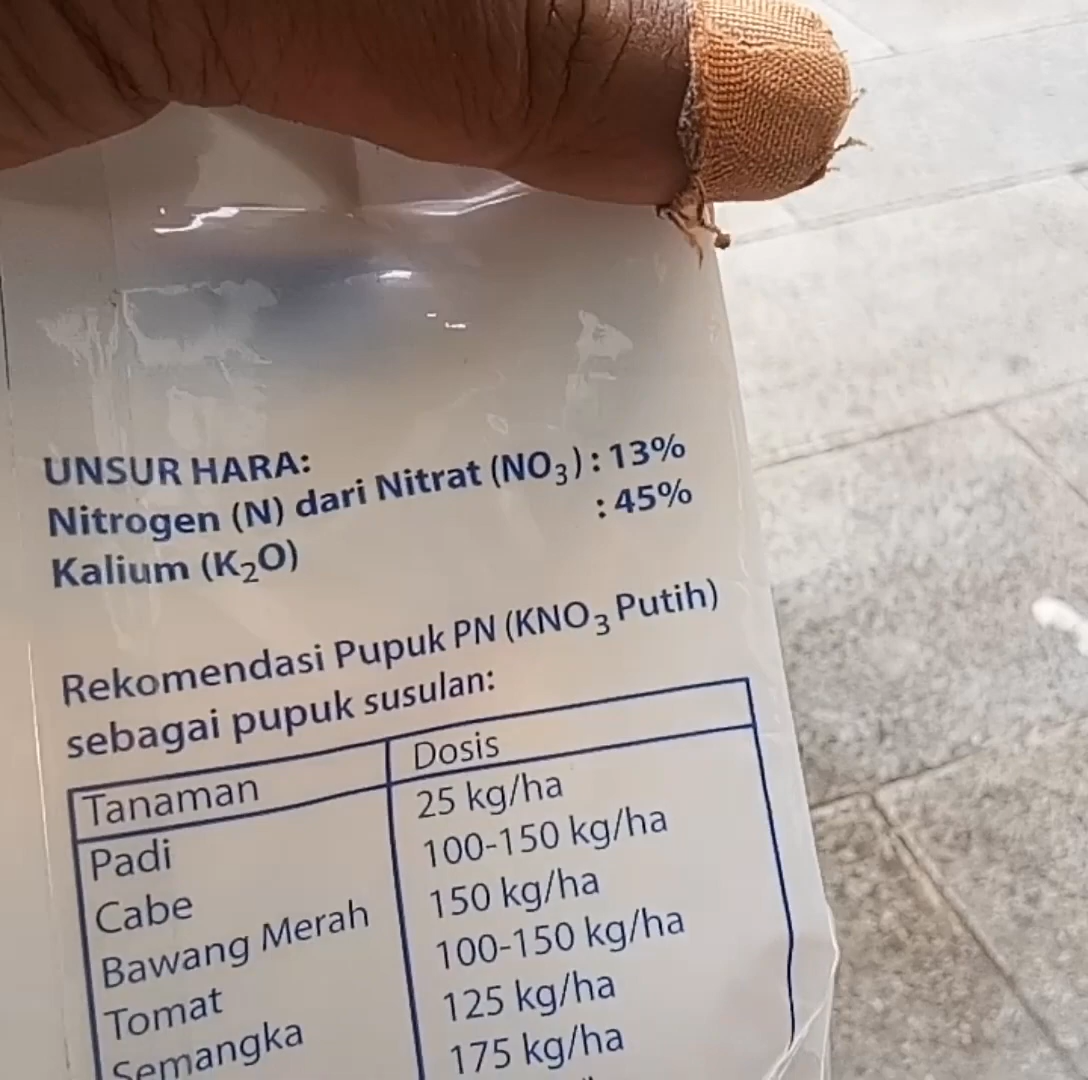 UNSUR HARA:
Nitrogen (N) dari Nitrat (NO₃) : 13%
Kalium (K₂O) : 45%
Rekomendasi Pupuk PN (KNO₃ Putih)
sebagai pupuk susulan:
Tanaman Dosis
Padi 25 kg/ha
Cabe 100-150 kg/ha
Bawang Merah 150 kg/ha
Tomat 100-150 kg/ha
Semangka 125 kg/ha
175 kg/ha